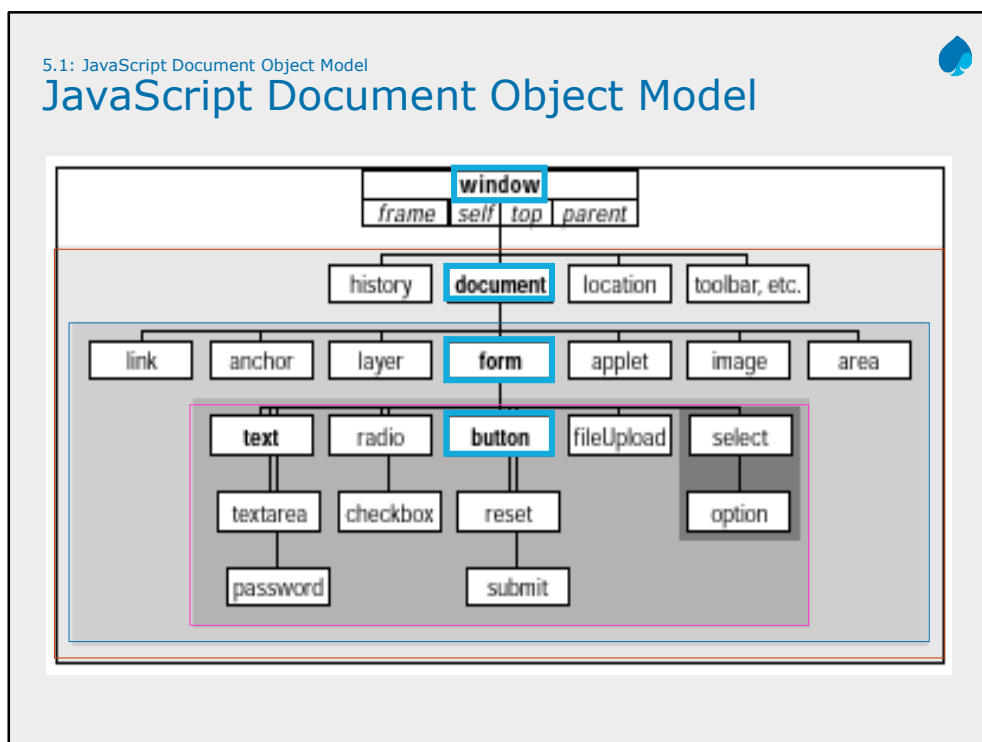 5.1: JavaScript Document Object Model
JavaScript Document Object Model
window
frame self top parent
history document location toolbar, etc.
link anchor layer form applet image area
text radio button fileUpload select
textarea checkbox reset option
password submit